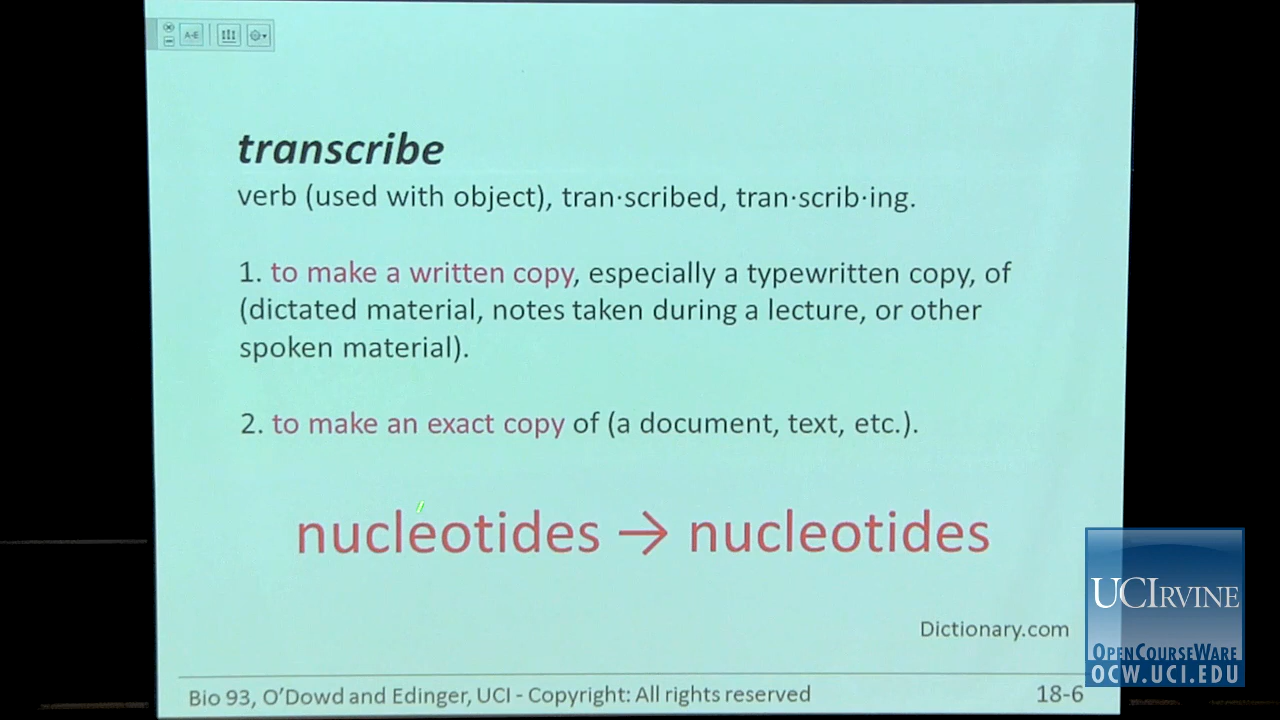 A-E
transcribe
verb (used with object), tran·scribed, tran·scrib·ing.
1. to make a written copy, especially a typewritten copy, of
(dictated material, notes taken during a lecture, or other
spoken material).
2. to make an exact copy of (a document, text, etc.).
nucleotides → nucleotides
Dictionary.com
Bio 93, O'Dowd and Edinger, UCI - Copyright: All rights reserved
18-6
UCIRVINE
OPENCOURSEWARE
OCW.UCI.EDU